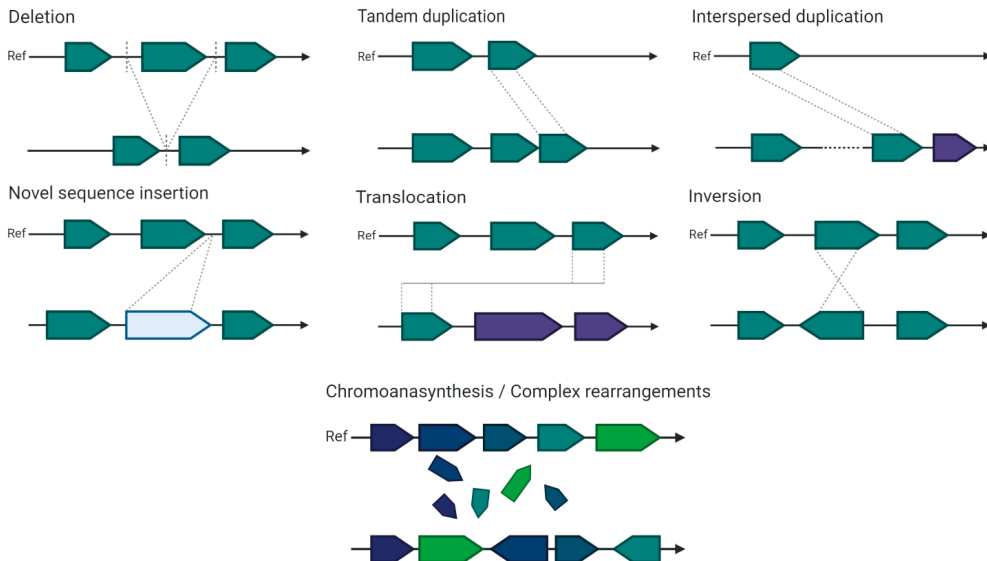 Deletion
Tandem duplication
Interspersed duplication
Ref
Ref
Ref
Novel sequence insertion
Translocation
Inversion
Ref
Ref
Ref
Chromoanasynthesis / Complex rearrangements
Ref